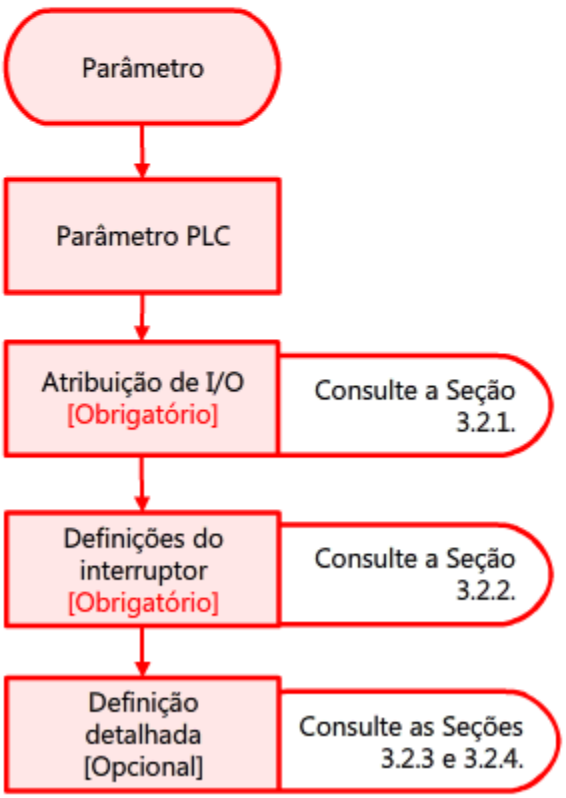 Parâmetro
Parâmetro PLC
Atribuição de I/O
[Obrigatório]
Consulte a Seção
3.2.1.
Definições do
interruptor
[Obrigatório]
Consulte a Seção
3.2.2.
Definição
detalhada
[Opcional]
Consulte as Seções
3.2.3 e 3.2.4.